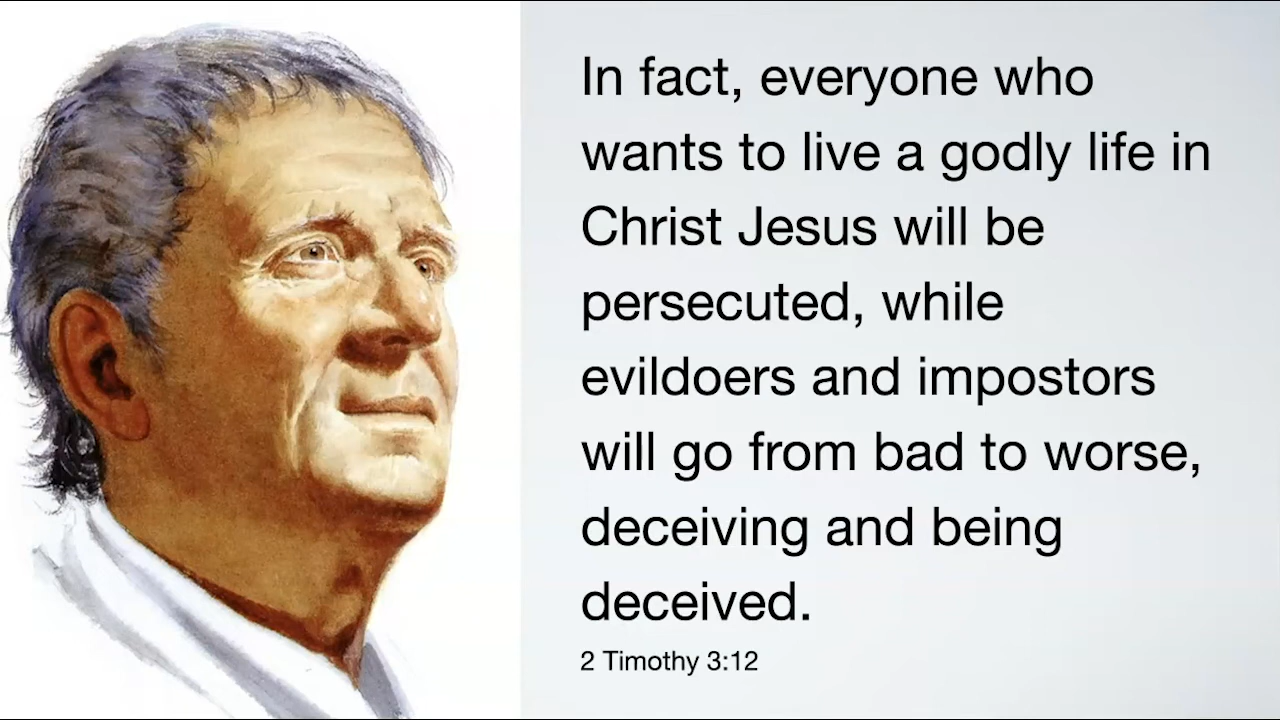 In fact, everyone who
wants to live a godly life in
Christ Jesus will be
persecuted, while
evildoers and impostors
will go from bad to worse,
deceiving and being
deceived.
2 Timothy 3:12